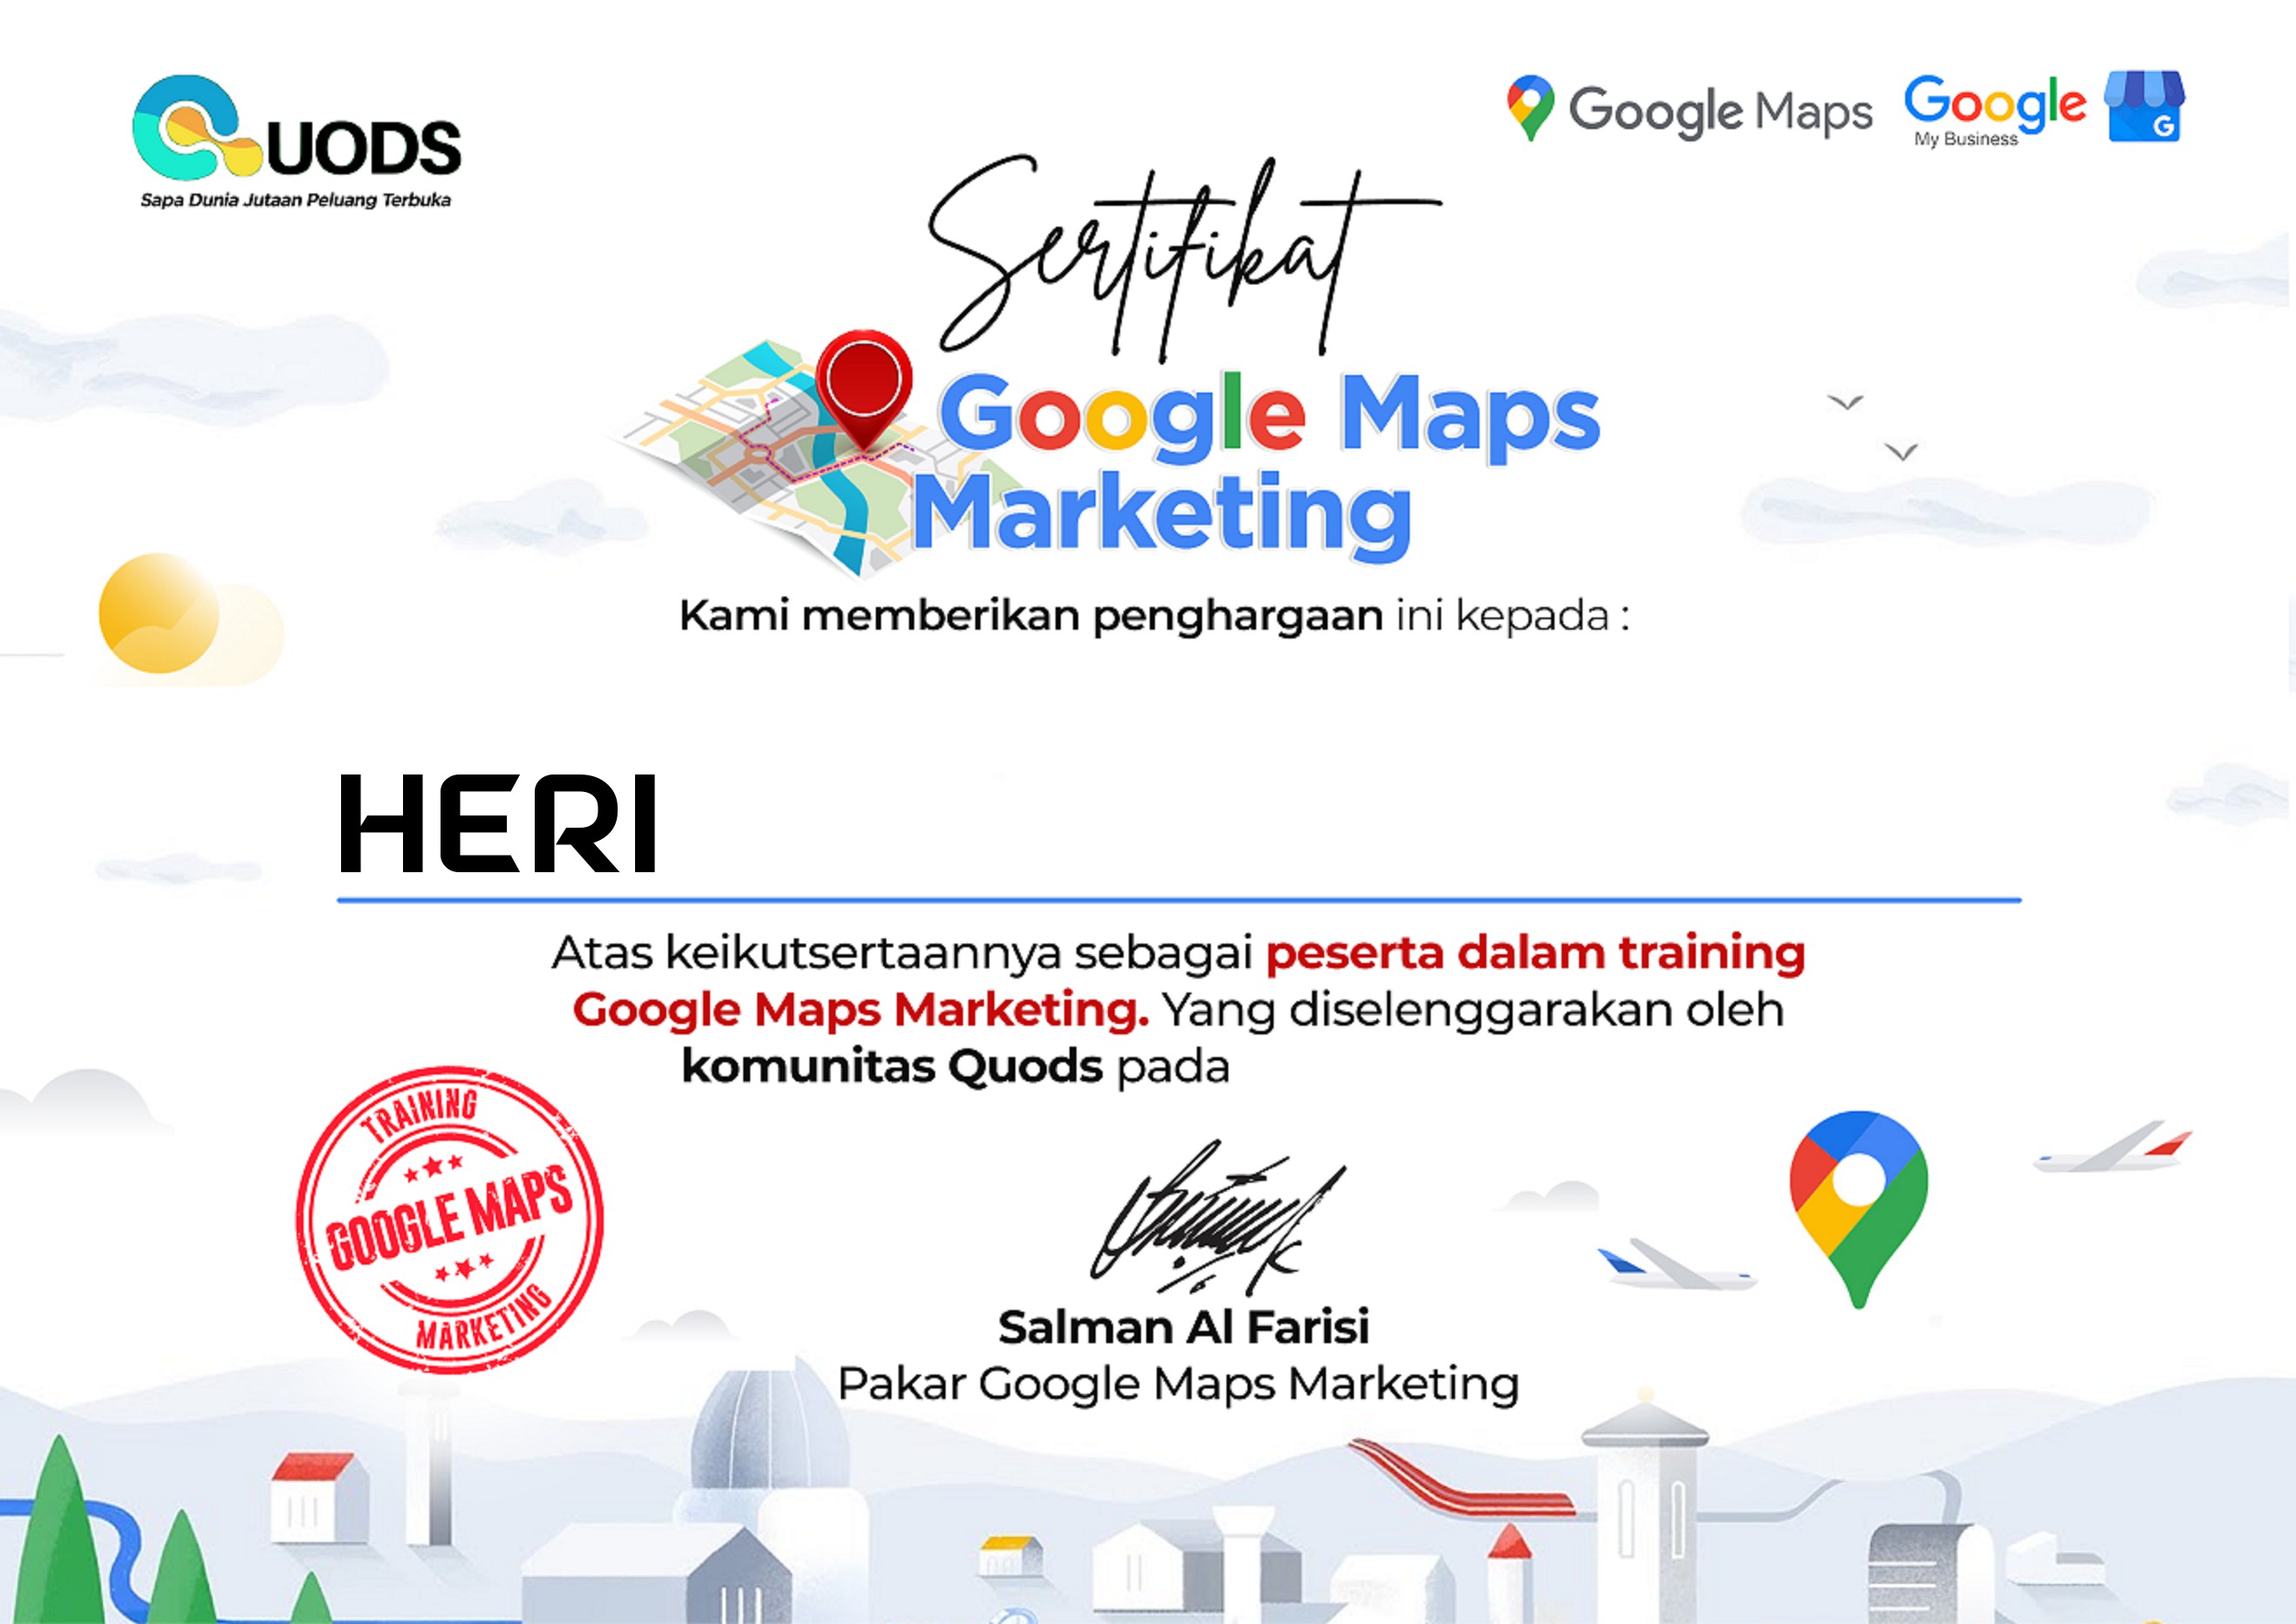 QUODS
Sapa Dunia Jutaan Peluang Terbuka
Google Maps
Google
My Business
G
Sertifikat
Google Maps
Marketing
Kami memberikan penghargaan ini kepada :
HERI
Atas keikutsertaannya sebagai peserta dalam training
Google Maps Marketing. Yang diselenggarakan oleh
komunitas Quods pada
TRAINING
GOOGLE MAPS
MARKETING
Salman Al Farisi
Pakar Google Maps Marketing